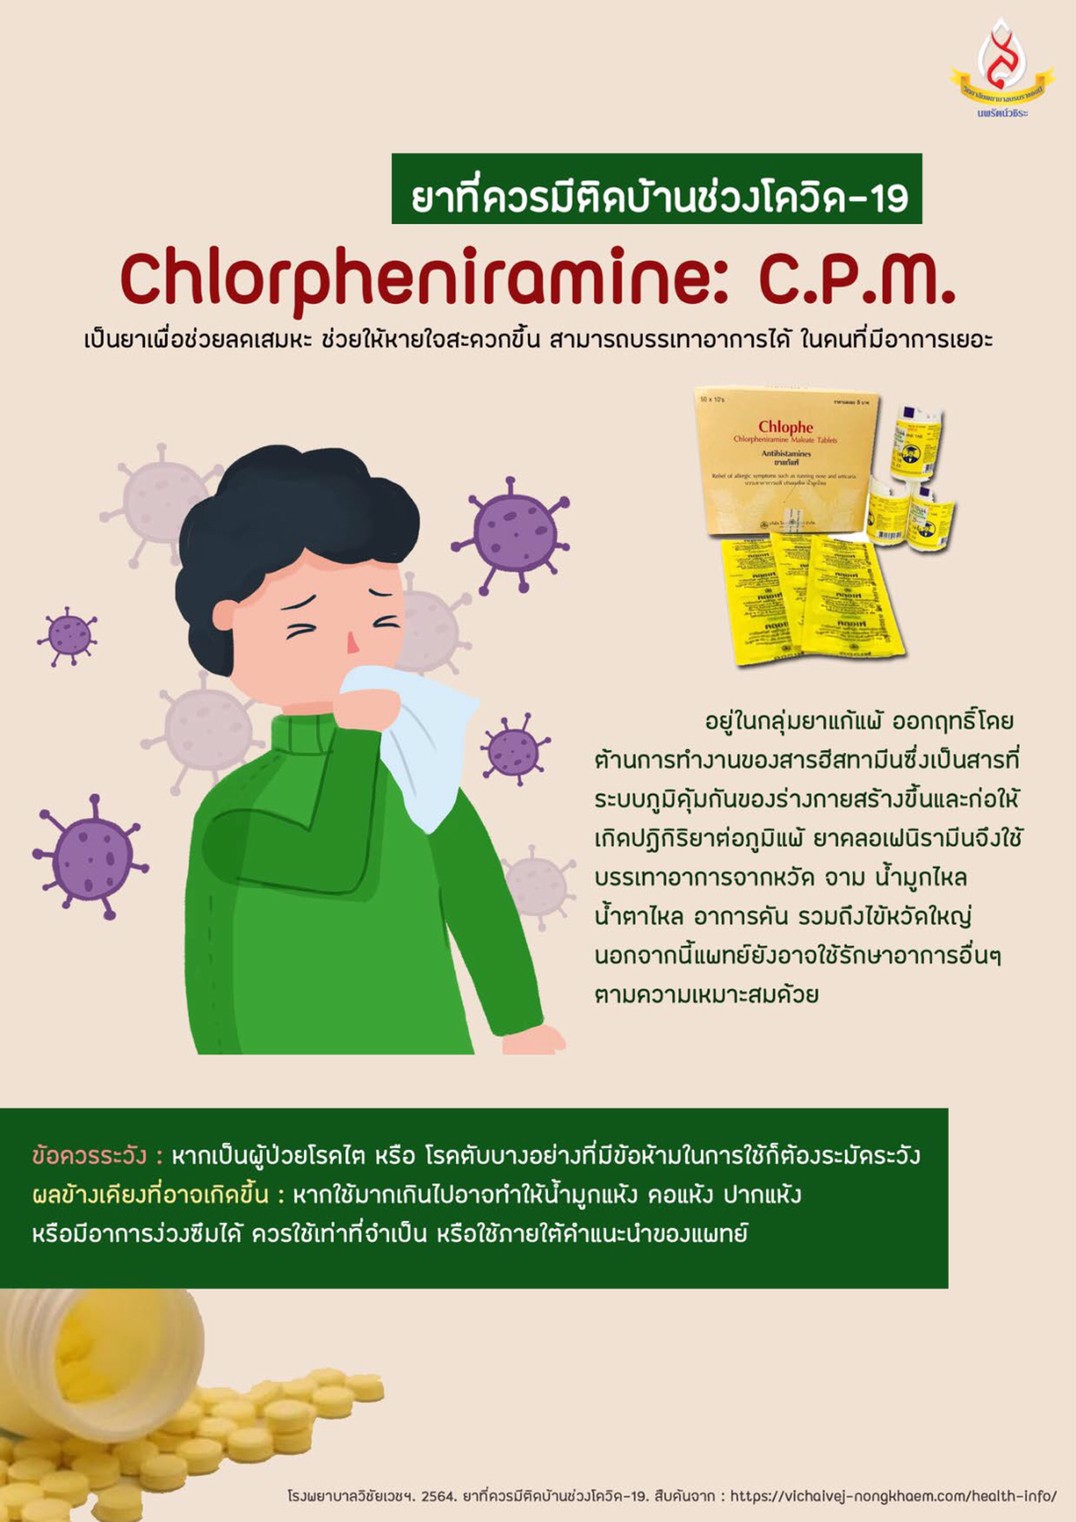 นพรัตน์วชิระ
ยาที่ควรมีติดบ้านช่วงโควิด-19
Chlorpheniramine: C.P.M.
เป็นยาเพื่อช่วยลดเสมหะ ช่วยให้หายใจสะดวกขึ้น สามารถบรรเทาอาการได้ ในคนที่มีอาการเยอะ
50 x 10's
Chlophe
Chlorpheniramine Maleate Tablets
Antihistamines
ยาแก้แพ้
Relief of allergic symptoms such as running nose and urticaria
อยู่ในกลุ่มยาแก้แพ้ ออกฤทธิ์โดย
ต้านการทำงานของสารฮีสทามีนซึ่งเป็นสารที่
ระบบภูมิคุ้มกันของร่างกายสร้างขึ้นและก่อให้
เกิดปฏิกิริยาต่อภูมิแพ้ ยาคลอเฟนิรามีนจึงใช้
บรรเทาอาการจากหวัด จาม น้ำมูกไหล
น้ำตาไหล อาการคัน รวมถึงไข้หวัดใหญ่
นอกจากนี้แพทย์ยังอาจใช้รักษาอาการอื่นๆ
ตามความเหมาะสมด้วย
ข้อควรระวัง : หากเป็นผู้ป่วยโรคไต หรือ โรคตับบางอย่างที่มีข้อห้ามในการใช้ก็ต้องระมัดระวัง
ผลข้างเคียงที่อาจเกิดขึ้น : หากใช้มากเกินไปอาจทำให้น้ำมูกแห้ง คอแห้ง ปากแห้ง
หรือมีอาการง่วงซึมได้ ควรใช้เท่าที่จำเป็น หรือใช้ภายใต้คำแนะนำของแพทย์
โรงพยาบาลวิชัยเวชฯ. 2564. ยาที่ควรมีติดบ้านช่วงโควิด-19. สืบค้นจาก : https://vichaivej-nongkhaem.com/health-info/